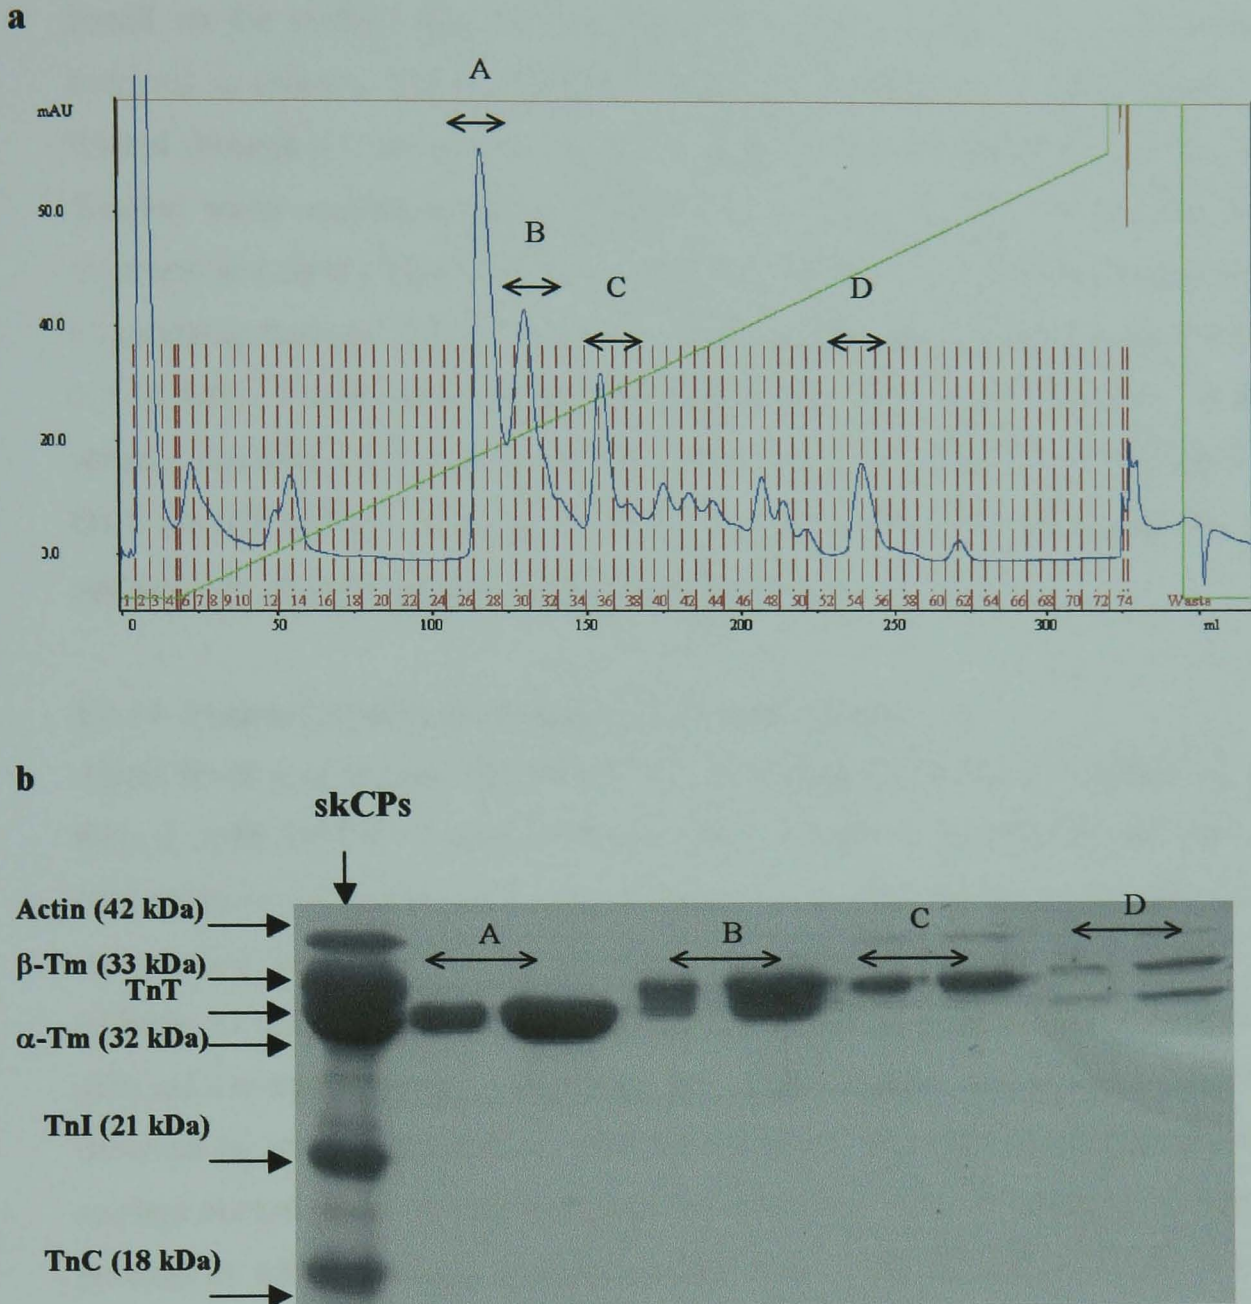 a
A
mAU
B
50.0
C
D
40.0
20.0
0.0
1 2 3 4 6 7 8 9 10 12 14 16 18 20 22 24 26 28 30 32 34 36 38 40 42 44 46 48 50 52 54 56 58 60 62 64 66 68 70 72 74 Waste
0 50 100 150 200 250 300 ml
b
skCPs
Actin (42 kDa)
A B C D
β-Tm (33 kDa)
TnT
α-Tm (32 kDa)
TnI (21 kDa)
TnC (18 kDa)